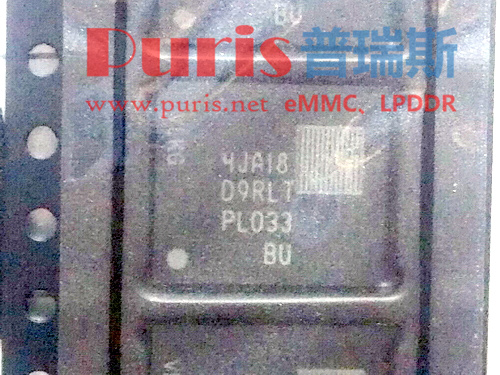 BU
Puris普瑞斯
www.puris.net eMMC、LPDDR
4JA18
D9RLT
PL033
BU